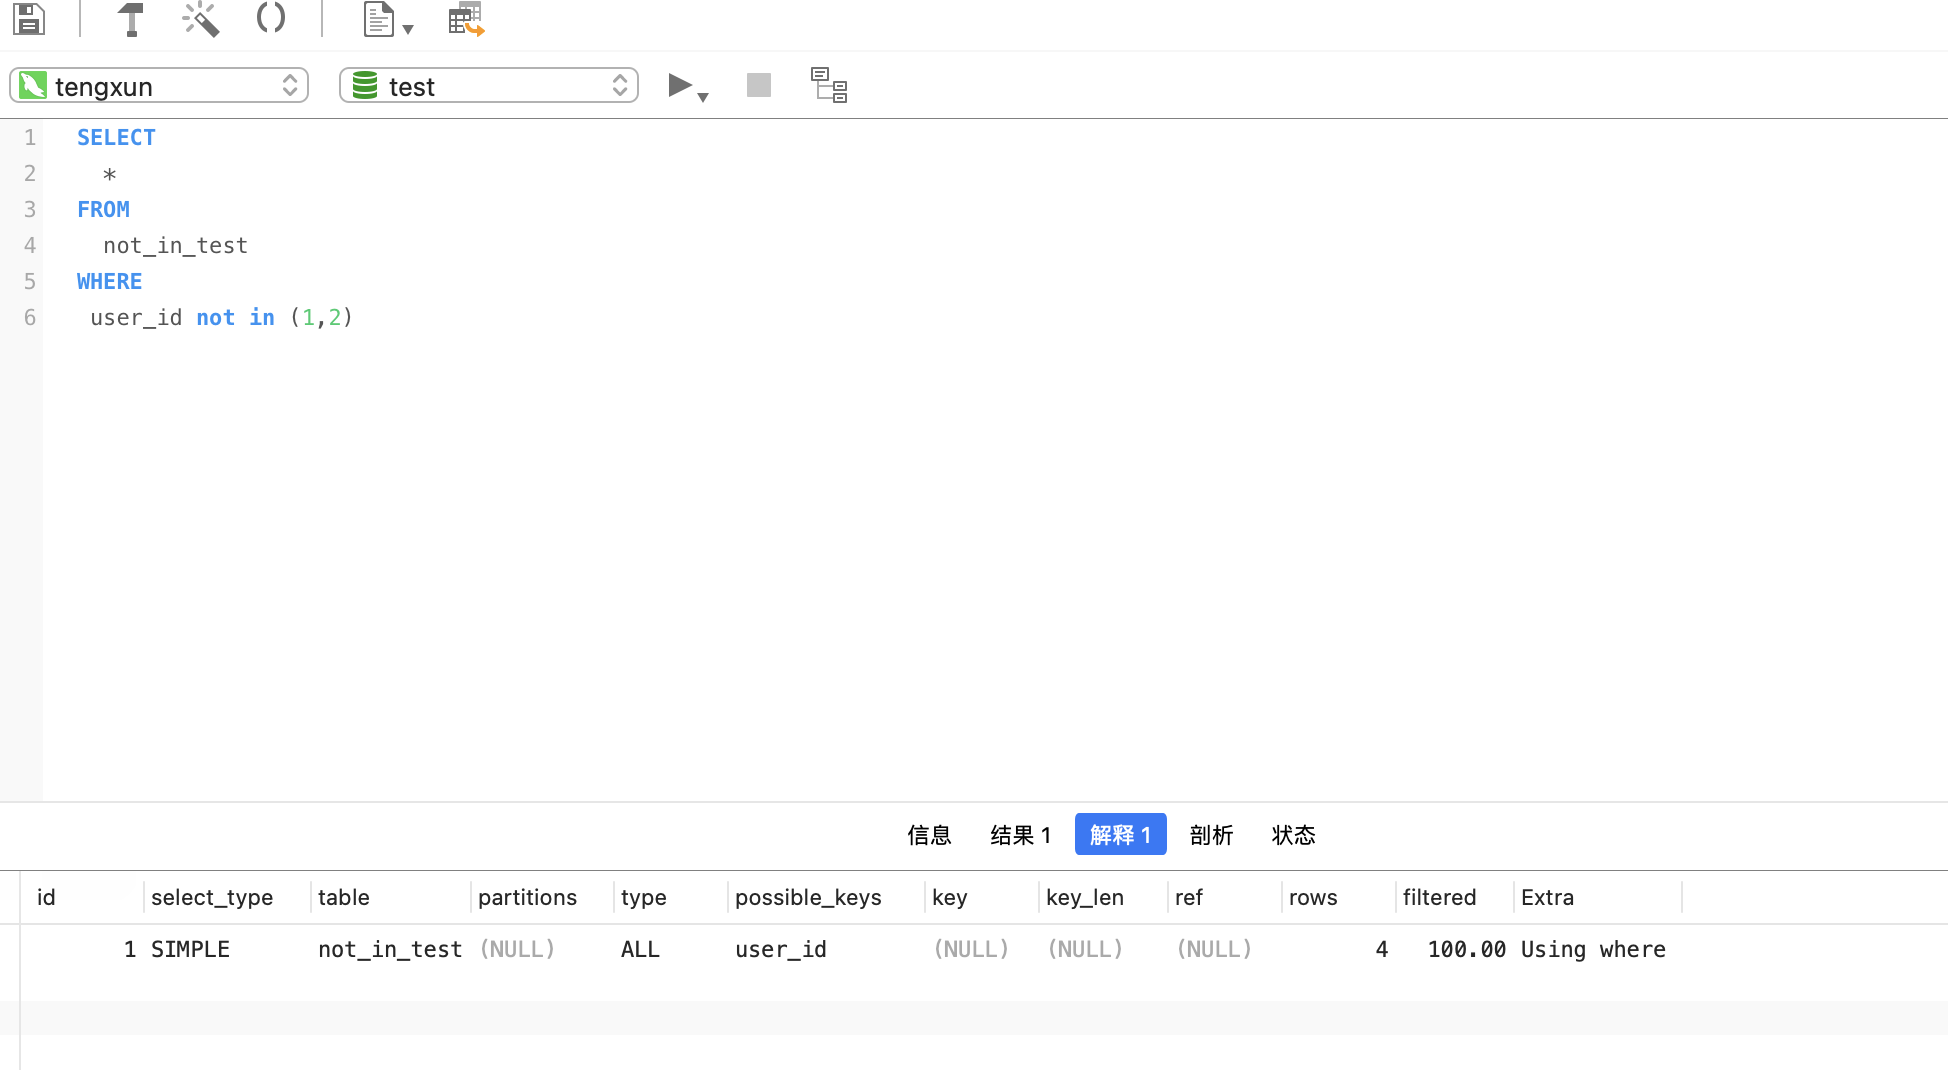 tengxun test
1 SELECT
2 *
3 FROM
4 not_in_test
5 WHERE
6 user_id not in (1,2)
信息 结果 1 解释 1 剖析 状态
id select_type table partitions type possible_keys key key_len ref rows filtered Extra
1 SIMPLE not_in_test (NULL) ALL user_id (NULL) (NULL) (NULL) 4 100.00 Using where